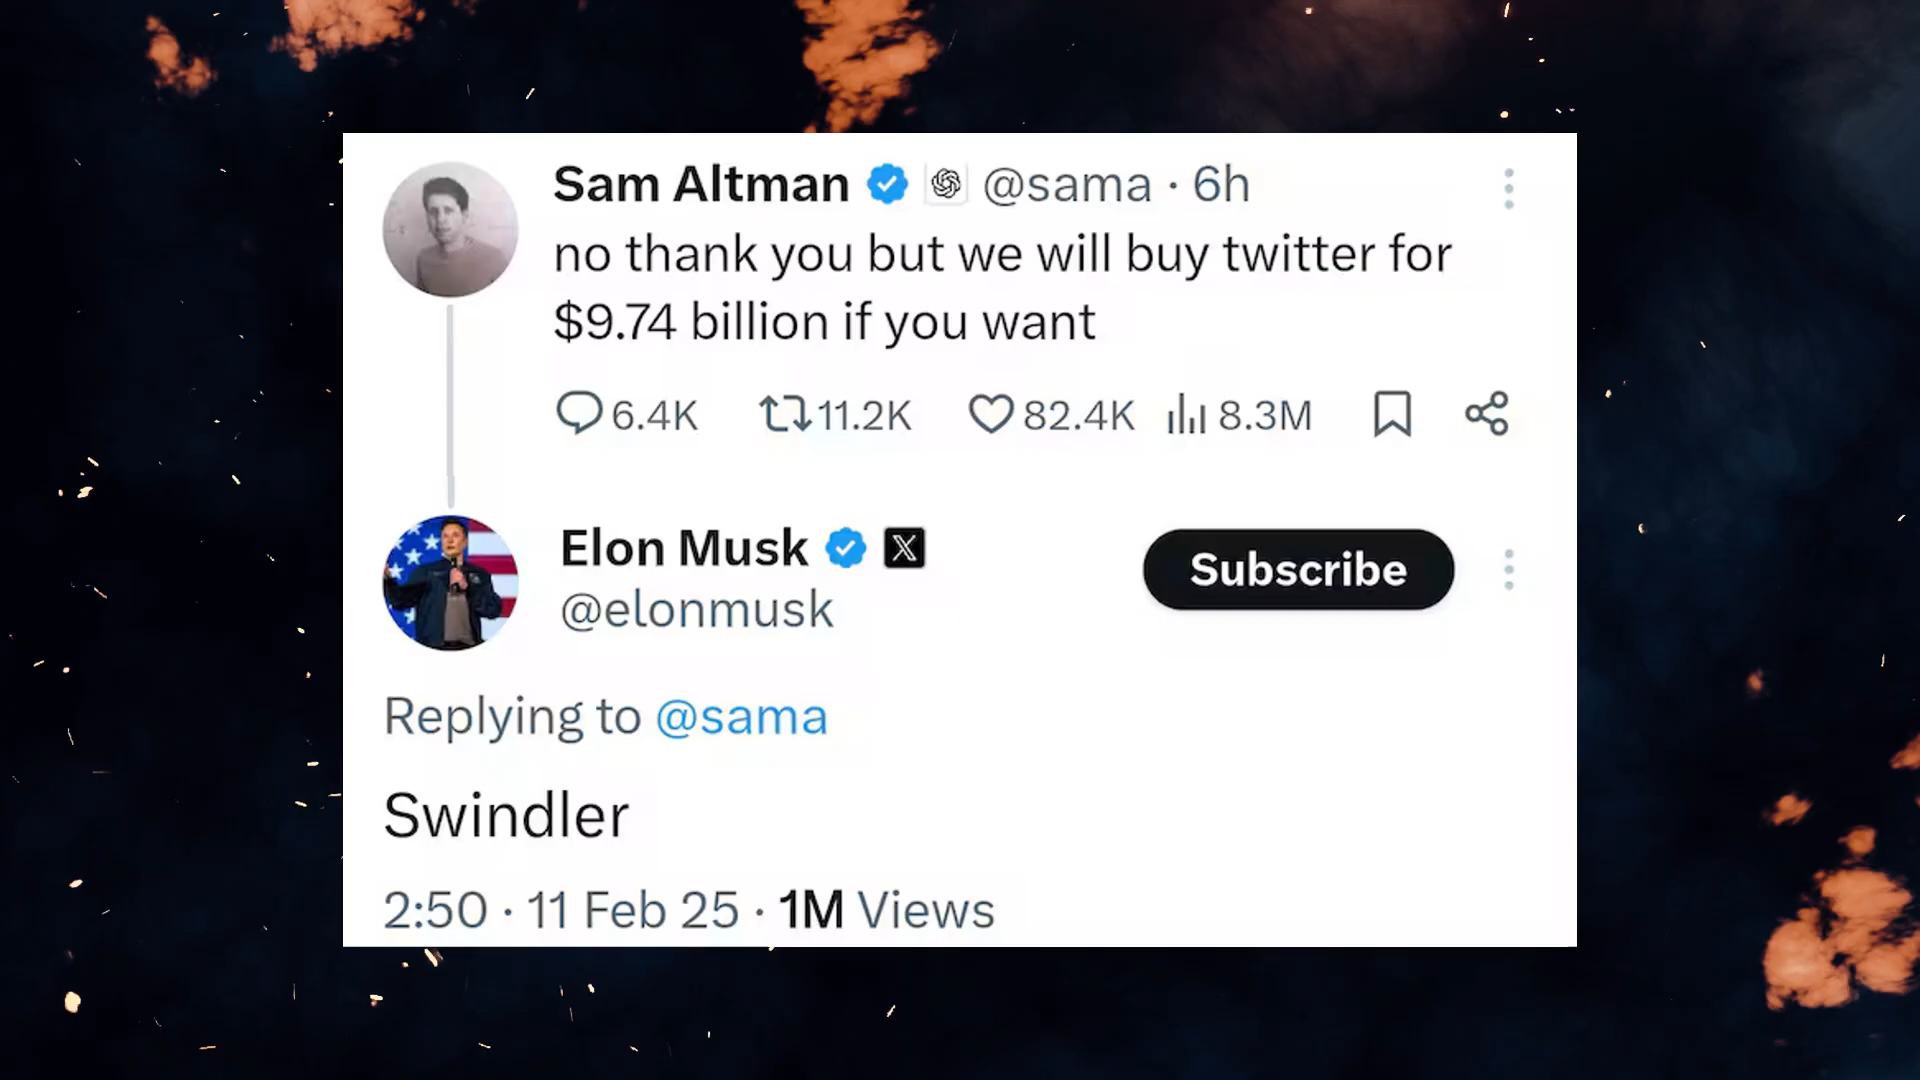 Sam Altman @sama · 6h
no thank you but we will buy twitter for
$9.74 billion if you want
6.4K 11.2K 82.4K 8.3M
Elon Musk X
@elonmusk
Subscribe
Replying to @sama
Swindler
2:50 · 11 Feb 25 · 1M Views